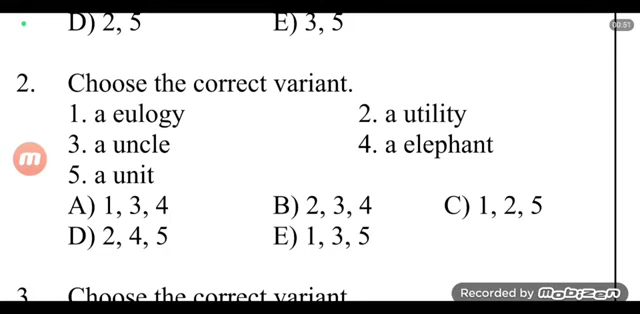 D) 2, 5 E) 3, 5
00:51
2. Choose the correct variant.
1. a eulogy 2. a utility
3. a uncle 4. a elephant
m
5. a unit
A) 1, 3, 4 B) 2, 3, 4 C) 1, 2, 5
D) 2, 4, 5 E) 1, 3, 5
3 Choose the correct variant
Recorded by mobizen